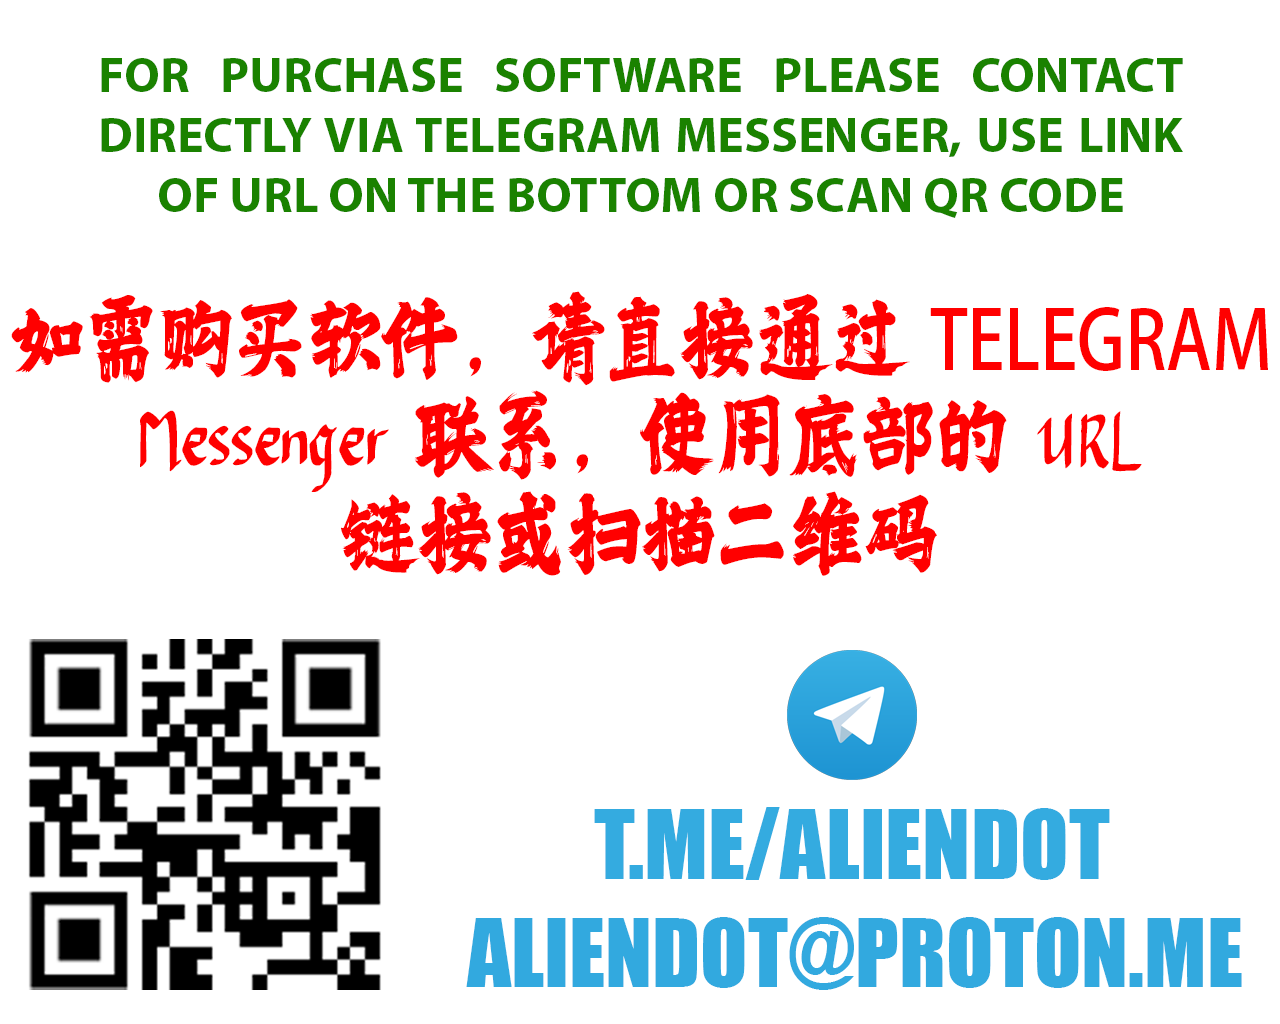 FOR PURCHASE SOFTWARE PLEASE CONTACT
DIRECTLY VIA TELEGRAM MESSENGER, USE LINK
OF URL ON THE BOTTOM OR SCAN QR CODE
如需购买软件，请直接通过 TELEGRAM
Messenger 联系，使用底部的 URL
链接或扫描二维码
T.ME/ALIENDOT
ALIENDOT@PROTON.ME